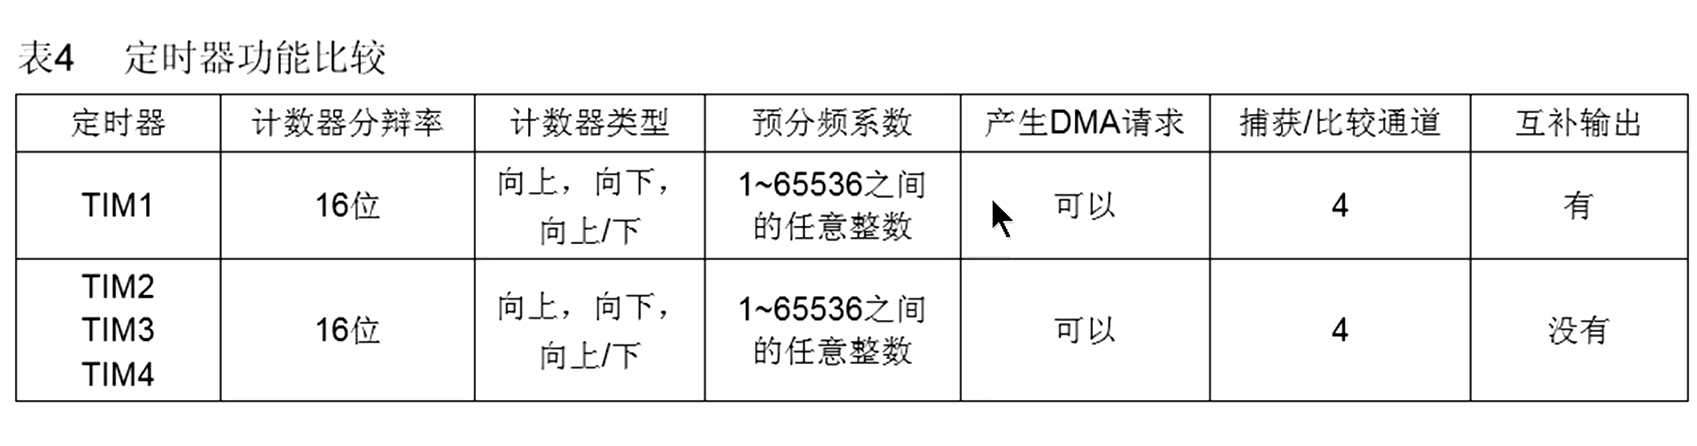 表4 定时器功能比较
定时器 计数器分辩率 计数器类型 预分频系数 产生DMA请求 捕获/比较通道 互补输出
TIM1 16位 向上，向下， 1~65536之间 可以 4 有
向上/下 的任意整数
TIM2
TIM3 16位 向上，向下， 1~65536之间 可以 4 没有
TIM4 向上/下 的任意整数